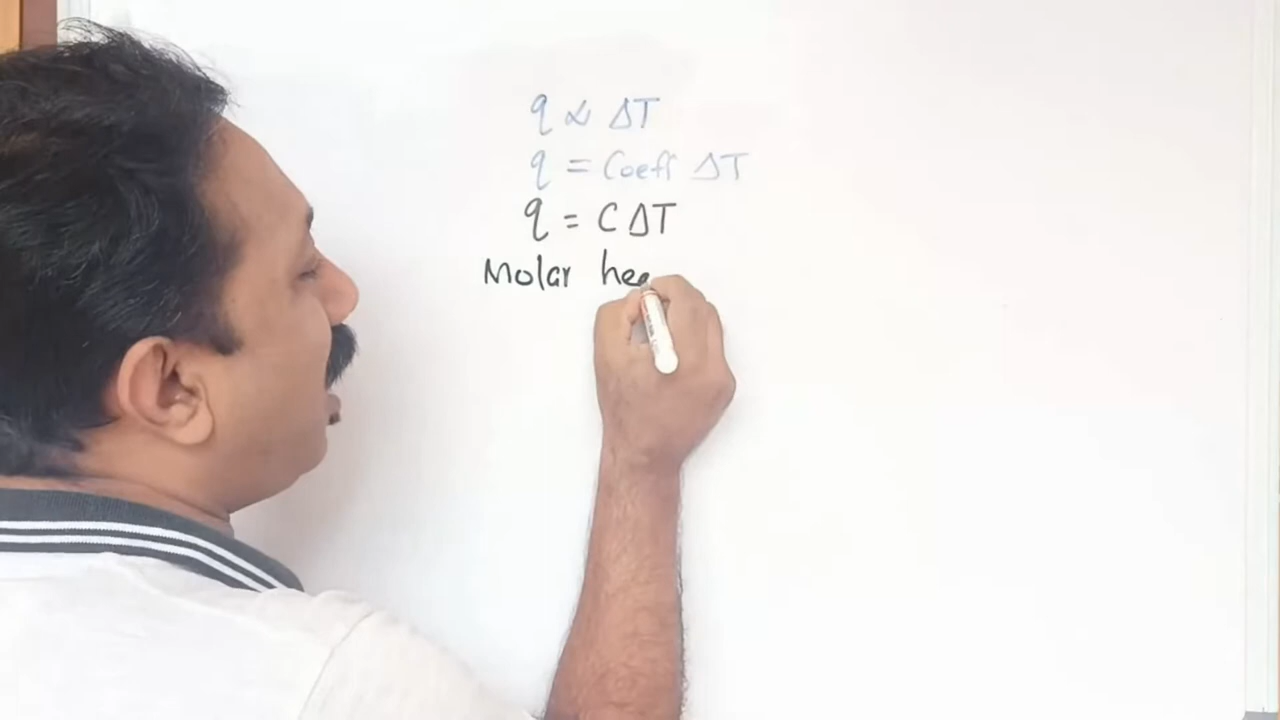 q ∝ ΔT
q = Coeff ΔT
q = C ΔT
Molar hea